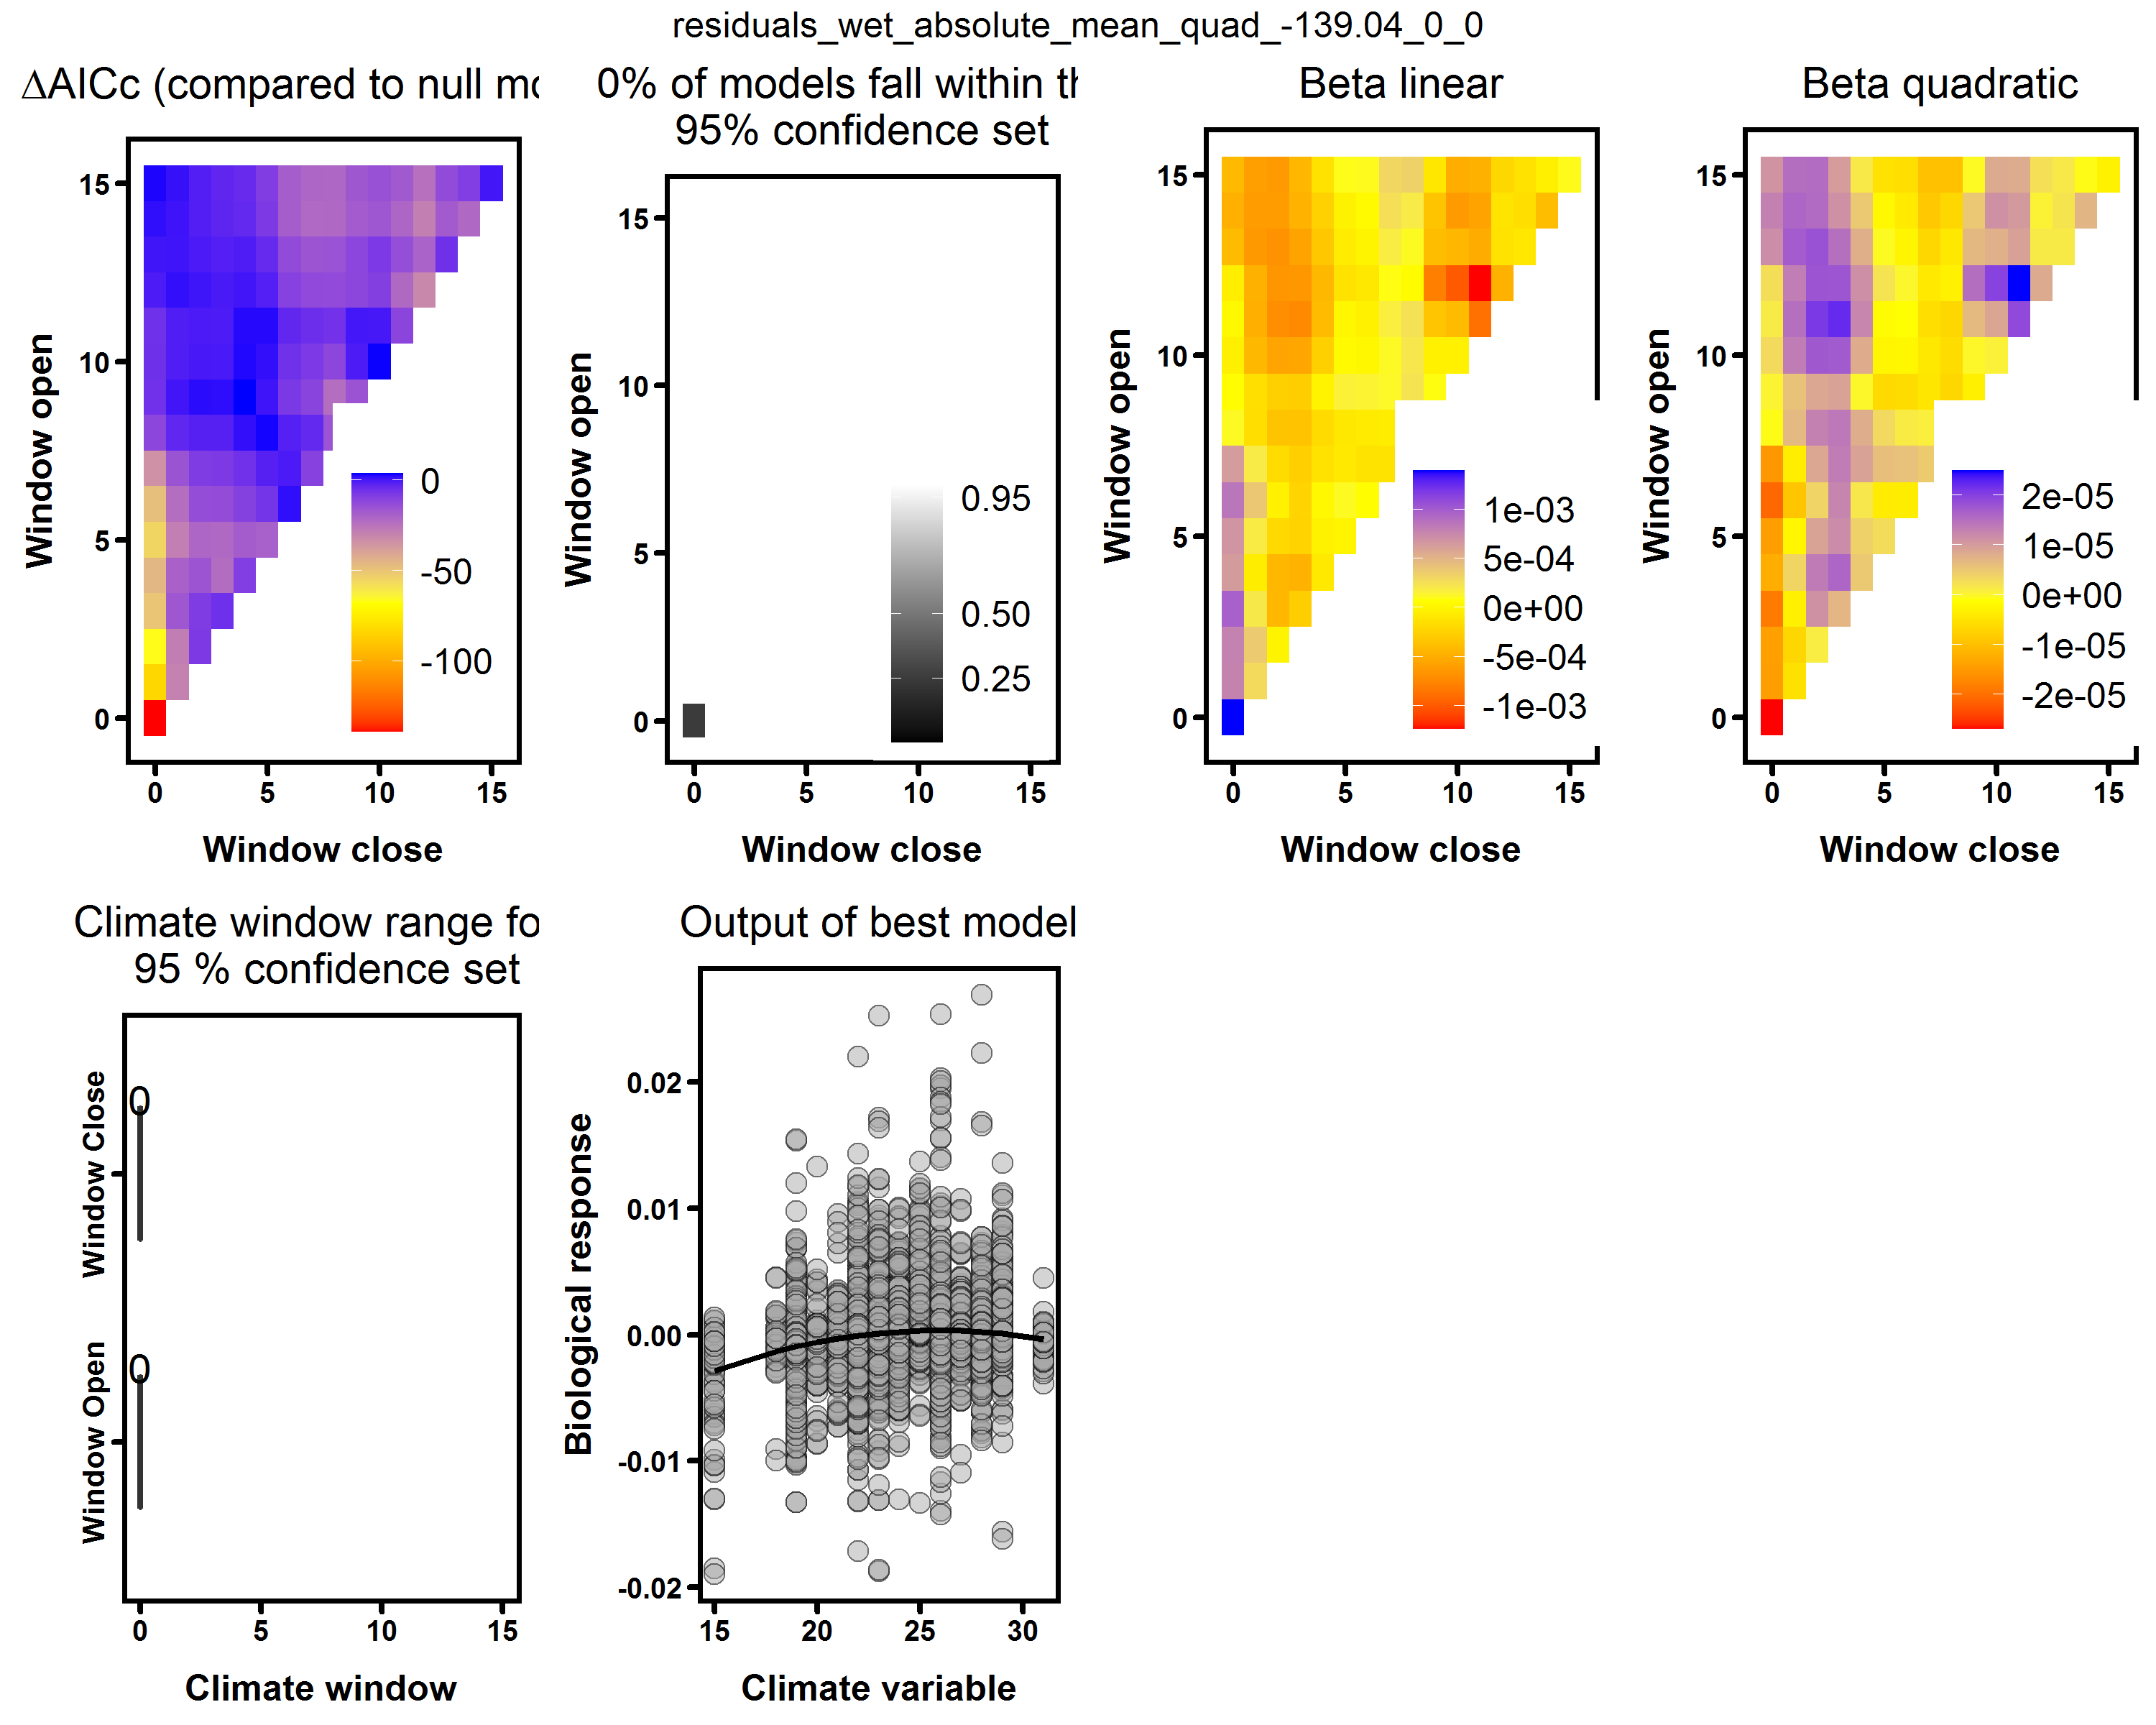 residuals_wet_absolute_mean_quad_-139.04_0_0
ΔAICc (compared to null mo
Window open
15
10
5
0
0
-50
-100
0 5 10 15
Window close
0% of models fall within th
95% confidence set
Window open
15
10
5
0
0.95
0.50
0.25
0 5 10 15
Window close
Beta linear
Window open
15
10
5
0
1e-03
5e-04
0e+00
-5e-04
-1e-03
0 5 10 15
Window close
Beta quadratic
Window open
15
10
5
0
2e-05
1e-05
0e+00
-1e-05
-2e-05
0 5 10 15
Window close
Climate window range fo
95 % confidence set
Window Close
Window Open
0
0
0 5 10 15
Climate window
Output of best model
Biological response
0.02
0.01
0.00
-0.01
-0.02
15 20 25 30
Climate variable